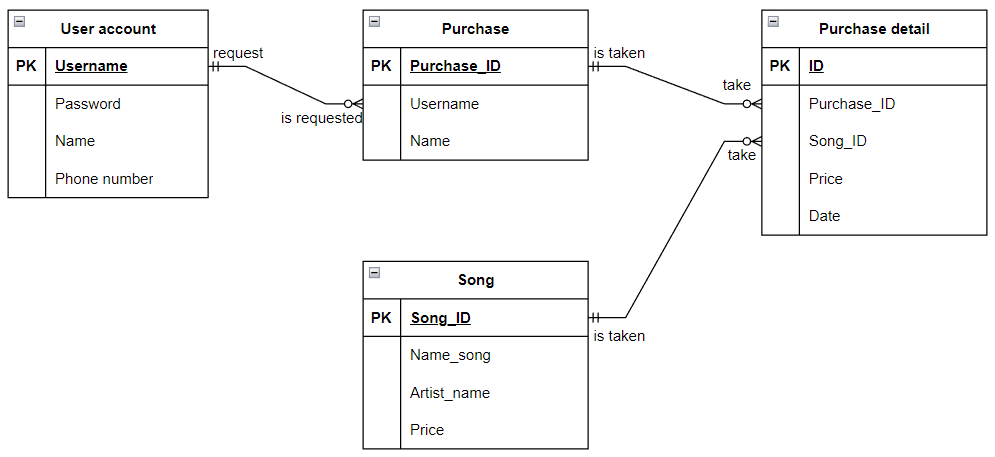 User account
PK Username
Password
Name
Phone number
request
is requested
Purchase
PK Purchase_ID
Username
Name
is taken
take
Purchase detail
PK ID
Purchase_ID
Song_ID
Price
Date
take
Song
PK Song_ID
Name_song
Artist_name
Price
is taken